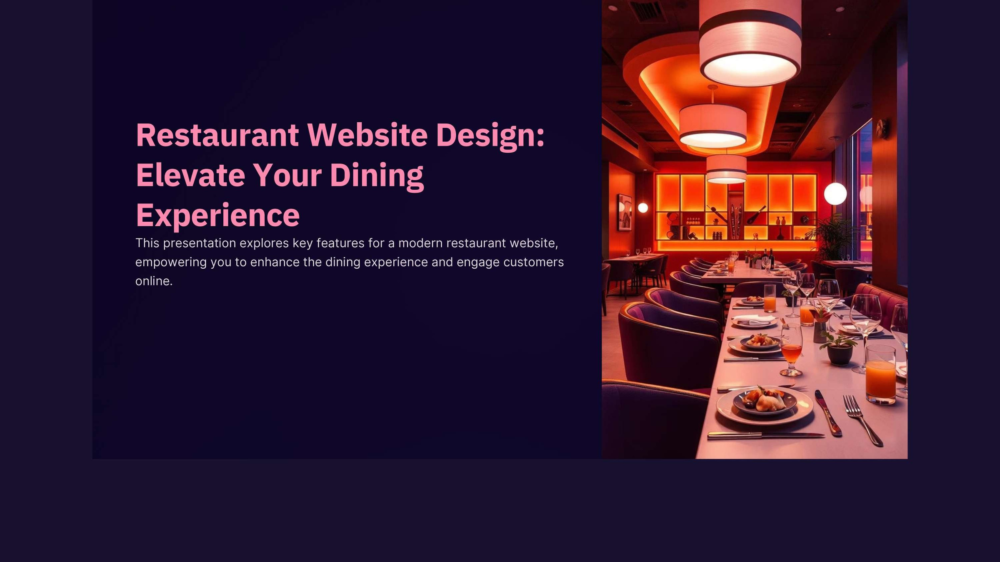 Restaurant Website Design:
Elevate Your Dining
Experience
This presentation explores key features for a modern restaurant website,
empowering you to enhance the dining experience and engage customers
online.